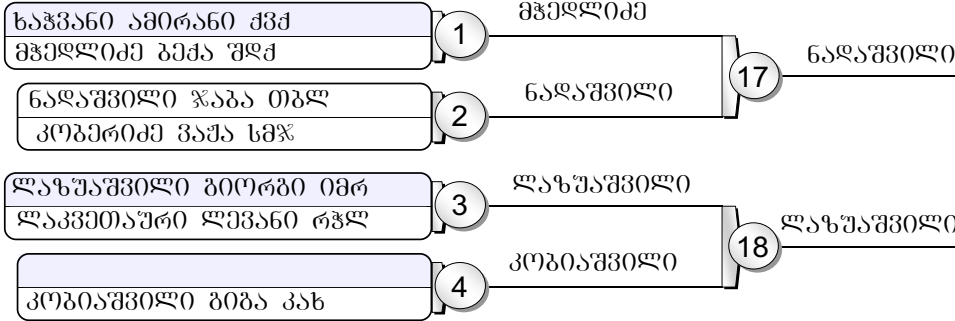 ხაჭვანი ამირანი ქვქ
მჭედლიძე ბექა შდქ
1
მჭედლიძე
ნადაშვილი ჯაბა თბლ
კობერიძე ვაჟა სმჯ
2
ნადაშვილი
17
ნადაშვილი
ლაზუაშვილი გიორგი იმრ
ლაკვეთაური ლევანი რჭლ
3
ლაზუაშვილი
კობიაშვილი გიგა კახ
4
კობიაშვილი
18
ლაზუაშვილი